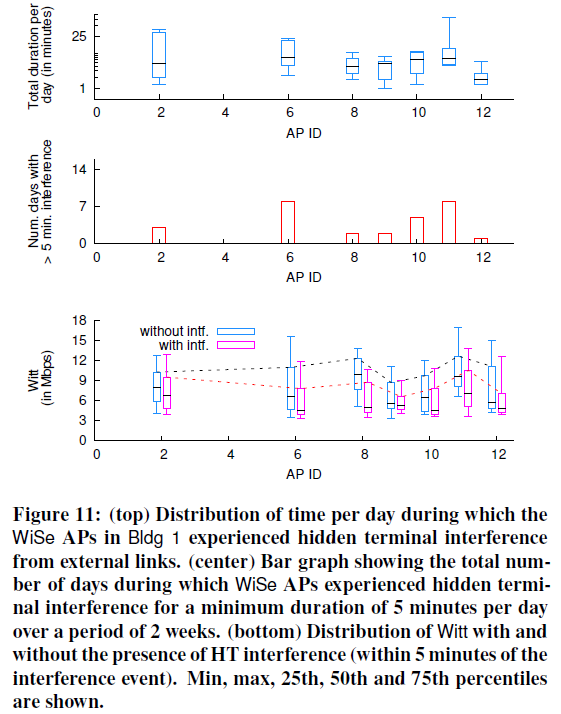 Total duration per
day (in minutes)
25
1
0 2 4 6 8 10 12
AP ID
Num. days with
> 5 min. interference
14
7
0
0 2 4 6 8 10 12
AP ID
Witt
(in Mbps)
18
15
12
9
6
3
0
without intf.
with intf.
0 2 4 6 8 10 12
AP ID
Figure 11: (top) Distribution of time per day during which the
WiSe APs in Bldg 1 experienced hidden terminal interference
from external links. (center) Bar graph showing the total num-
ber of days during which WiSe APs experienced hidden termi-
nal interference for a minimum duration of 5 minutes per day
over a period of 2 weeks. (bottom) Distribution of Witt with and
without the presence of HT interference (within 5 minutes of the
interference event). Min, max, 25th, 50th and 75th percentiles
are shown.